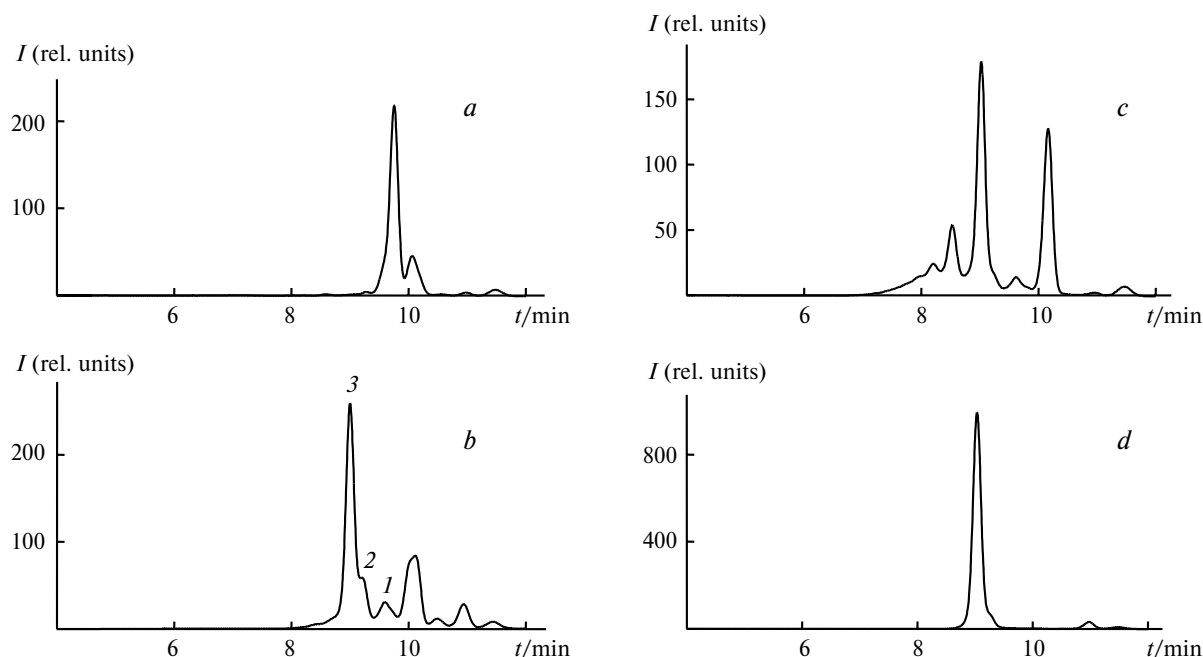 I (rel. units)
a
200
100
6 8 10 t/min
I (rel. units)
c
150
100
50
6 8 10 t/min
I (rel. units)
3
b
200
2
1
100
6 8 10 t/min
I (rel. units)
d
800
400
6 8 10 t/min